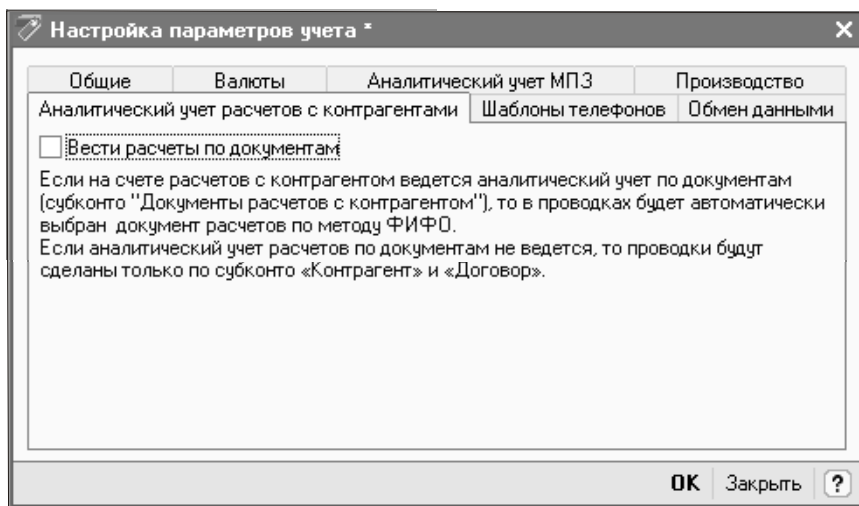 Настройка параметров учета *
Общие Валюты Аналитический учет МПЗ Производство
Аналитический учет расчетов с контрагентами Шаблоны телефонов Обмен данными
Вести расчеты по документам
Если на счете расчетов с контрагентом ведется аналитический учет по документам
(субконто "Документы расчетов с контрагентом"), то в проводках будет автоматически
выбран документ расчетов по методу ФИФО.
Если аналитический учет расчетов по документам не ведется, то проводки будут
сделаны только по субконто «Контрагент» и «Договор».
OK Закрыть ?